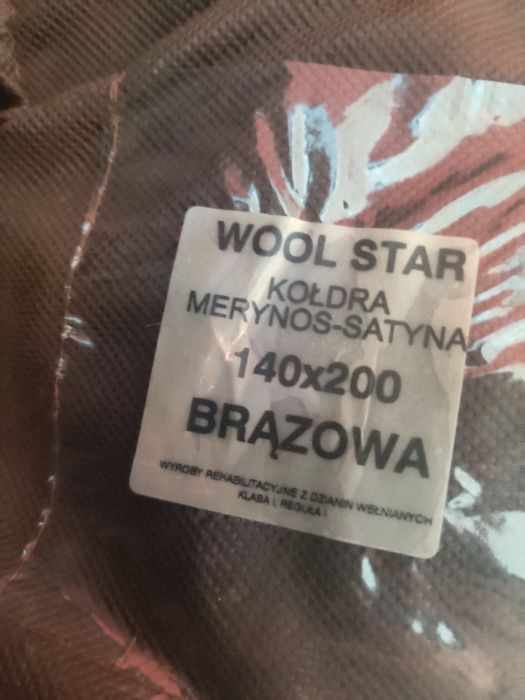 WOOL STAR
KOŁDRA
MERYNOS-SATYNA
140x200
BRĄZOWA
WYROBY REHABILITACYJNE Z DZIANIN WEŁNIANYCH
KLASA I, REGUŁA I